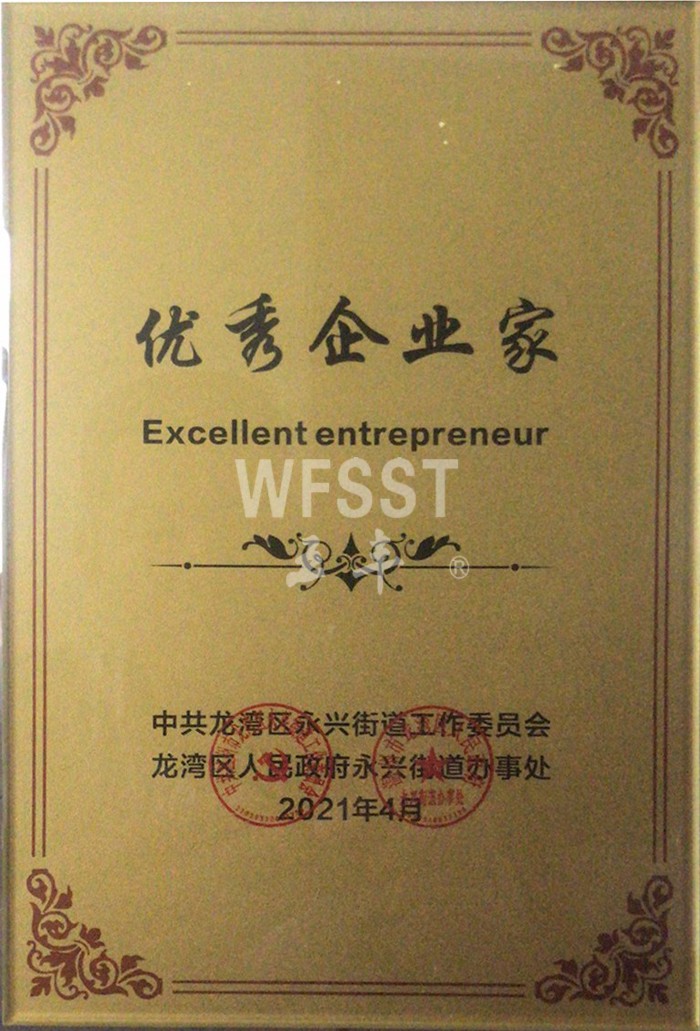 优秀企业家
Excellent entrepreneur
WFSST
®
中共龙湾区永兴街道工作委员会
龙湾区人民政府永兴街道办事处
2021年4月